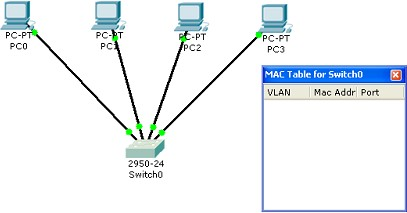 PC-PT
PC0
PC-PT
PC1
PC-PT
PC2
PC-PT
PC3
2950-24
Switch0
MAC Table for Switch0
VLAN Mac Addr Port